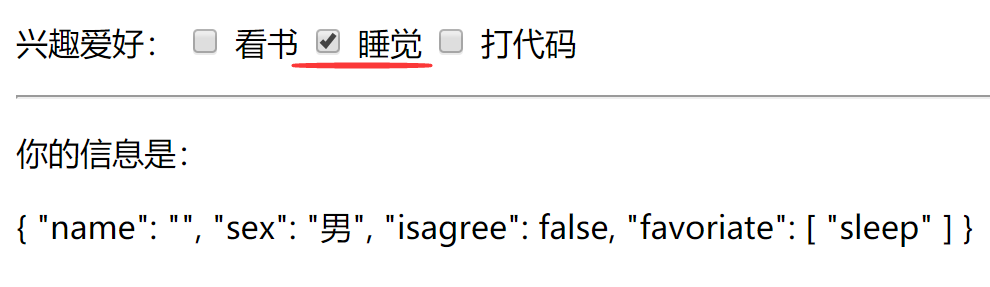 兴趣爱好： 看书 睡觉 打代码
你的信息是：
{ "name": "", "sex": "男", "isagree": false, "favoriate": [ "sleep" ] }